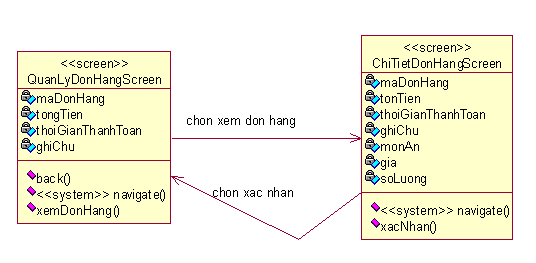 <<screen>>
QuanLyDonHangScreen
maDonHang
tongTien
thoiGianThanhToan
ghiChu
back()
<<system>> navigate()
xemDonHang()
chon xem don hang
chon xac nhan
<<screen>>
ChiTietDonHangScreen
maDonHang
tonTien
thoiGianThanhToan
ghiChu
monAn
gia
soLuong
<<system>> navigate()
xacNhan()